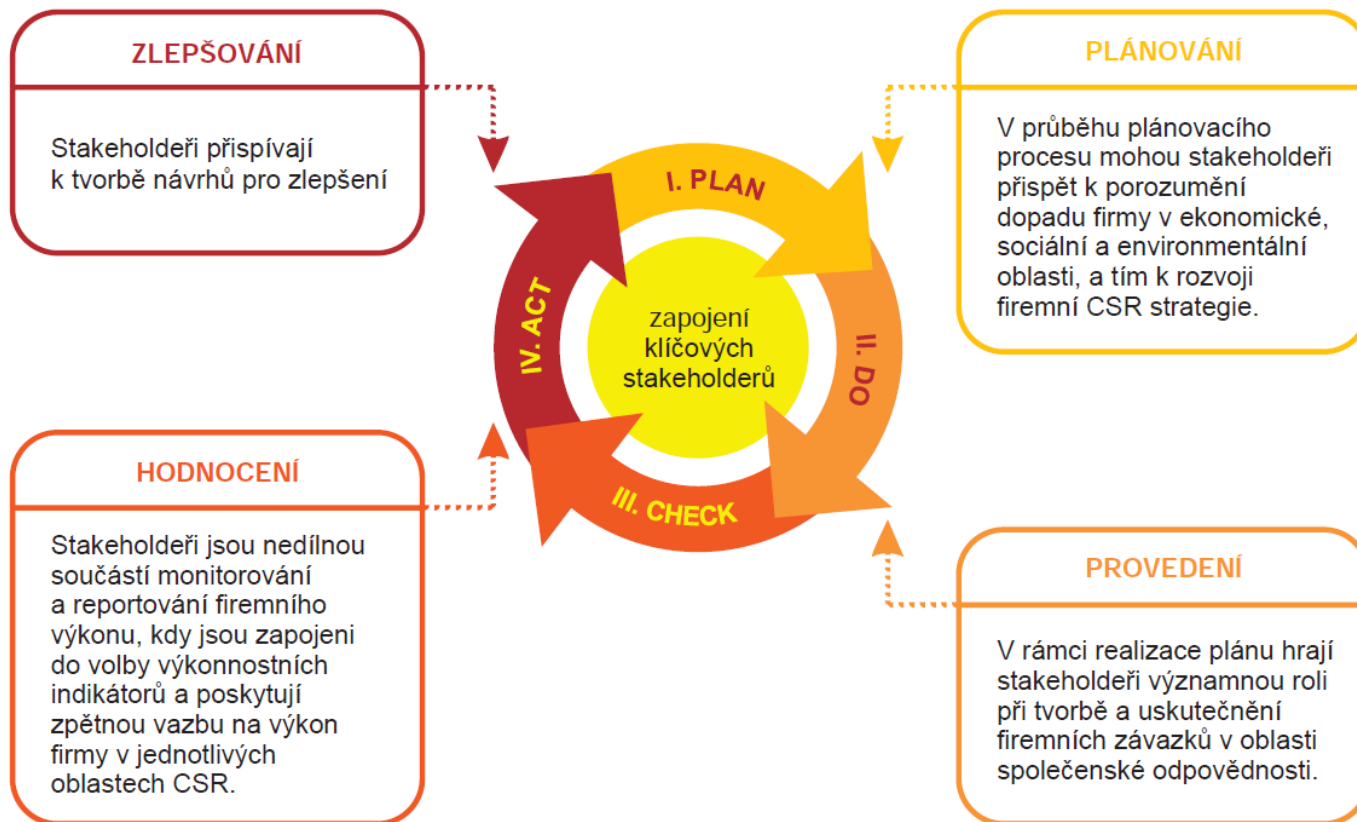 ZLEPŠOVÁNÍ
Stakeholdeři přispívají
k tvorbě návrhů pro zlepšení
PLÁNOVÁNÍ
V průběhu plánovacího
procesu mohou stakeholdeři
přispět k porozumění
dopadu firmy v ekonomické,
sociální a environmentální
oblasti, a tím k rozvoji
firemní CSR strategie.
I. PLAN
II. DO
III. CHECK
IV. ACT
zapojení
klíčových
stakeholderů
HODNOCENÍ
Stakeholdeři jsou nedílnou
součástí monitorování
a reportování firemního
výkonu, kdy jsou zapojeni
do volby výkonnostních
indikátorů a poskytují
zpětnou vazbu na výkon
firmy v jednotlivých
oblastech CSR.
PROVEDENÍ
V rámci realizace plánu hrají
stakeholdeři významnou roli
při tvorbě a uskutečnění
firemních závazků v oblasti
společenské odpovědnosti.